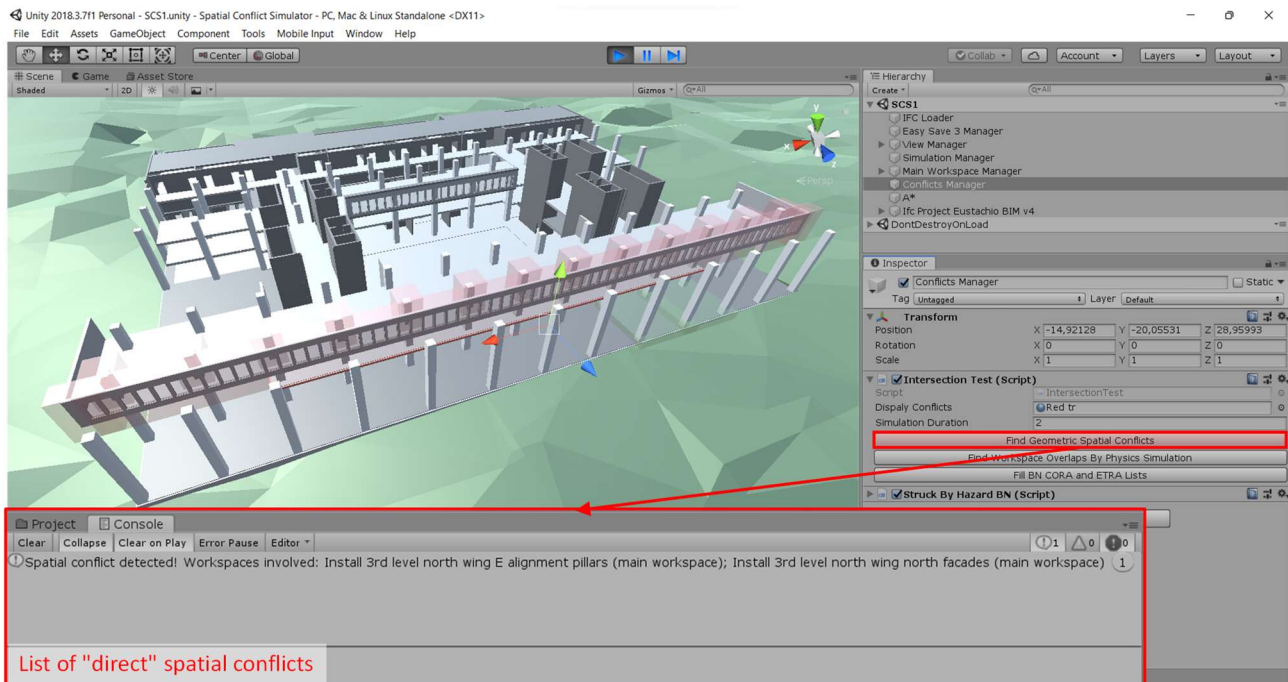 Unity 2018.3.7f1 Personal - SCS1.unity - Spatial Conflict Simulator - PC, Mac & Linux Standalone <DX11>
File Edit Assets GameObject Component Tools Mobile Input Window Help
Center Global Collab Account Layers Layout
Scene Game Asset Store
Shaded 2D Gizmos All
y
x
z
Persp
Hierarchy
Create All
SCS1
IFC Loader
Easy Save 3 Manager
View Manager
Simulation Manager
Main Workspace Manager
Conflicts Manager
A*
Ifc Project Eustachio BIM v4
DontDestroyOnLoad
Inspector
Conflicts Manager Static
Tag Untagged Layer Default
Transform
Position X -14,92128 Y -20,05531 Z 28,95993
Rotation X 0 Y 0 Z 0
Scale X 1 Y 1 Z 1
Intersection Test (Script)
Script IntersectionTest
Dispaly Conflicts Red tr
Simulation Duration 2
Find Geometric Spatial Conflicts
Find Workspace Overlaps By Physics Simulation
Fill BN CORA and ETRA Lists
Struck By Hazard BN (Script)
Project Console
Clear Collapse Clear on Play Error Pause Editor 1 0 0
Spatial conflict detected! Workspaces involved: Install 3rd level north wing E alignment pillars (main workspace); Install 3rd level north wing north facades (main workspace) 1
List of "direct" spatial conflicts